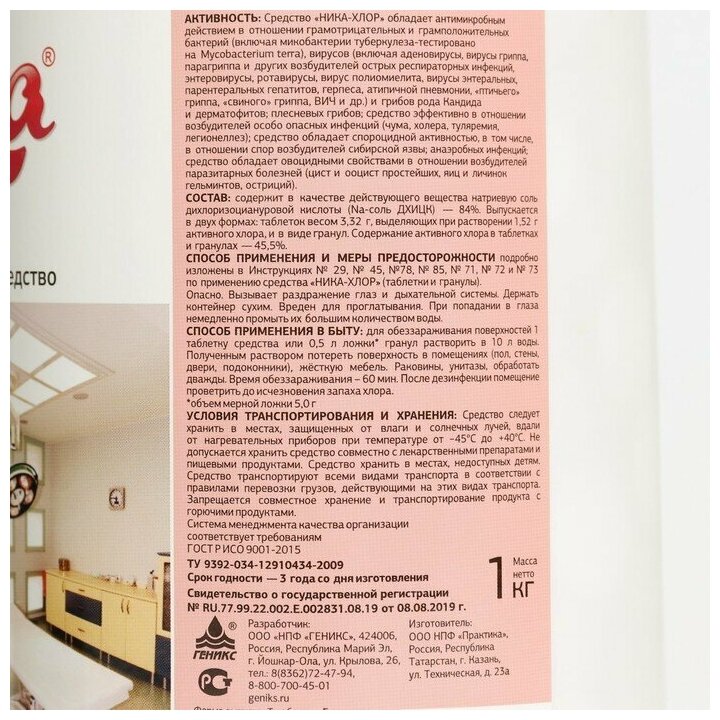 а®
едство
АКТИВНОСТЬ: Средство «НИКА-ХЛОР» обладает антимикробным
действием в отношении грамотрицательных и грамположительных
бактерий (включая микобактерии туберкулеза-тестировано
на Mycobacterium terra), вирусов (включая аденовирусы, вирусы гриппа,
парагриппа и других возбудителей острых респираторных инфекций,
энтеровирусы, ротавирусы, вирус полиомиелита, вирусы энтеральных,
парентеральных гепатитов, герпеса, атипичной пневмонии, «птичьего»
гриппа, «свиного» гриппа, ВИЧ и др.) и грибов рода Кандида
и дерматофитов; плесневых грибов; средство эффективно в отношении
возбудителей особо опасных инфекций (чума, холера, туляремия,
легионеллез); средство обладает спороцидной активностью, в том числе,
в отношении спор возбудителей сибирской язвы; анаэробных инфекций;
средство обладает овоцидными свойствами в отношении возбудителей
паразитарных болезней (цист и ооцист простейших, яиц и личинок
гельминтов, остриций).
СОСТАВ: содержит в качестве действующего вещества натриевую соль
дихлоризоциануровой кислоты (Na-соль ДХИЦК) — 84%. Выпускается
в двух формах: таблеток весом 3,32 г, выделяющих при растворении 1,52 г
активного хлора, и в виде гранул. Содержание активного хлора в таблетках
и гранулах — 45,5%.
СПОСОБ ПРИМЕНЕНИЯ И МЕРЫ ПРЕДОСТОРОЖНОСТИ подробно
изложены в Инструкциях № 29, № 45, №78, № 85, № 71, № 72 и № 73
по применению средства «НИКА-ХЛОР» (таблетки и гранулы).
Опасно. Вызывает раздражение глаз и дыхательной системы. Держать
контейнер сухим. Вреден для проглатывания. При попадании в глаза
немедленно промыть их большим количеством воды.
СПОСОБ ПРИМЕНЕНИЯ В БЫТУ: для обеззараживания поверхностей 1
таблетку средства или 0,5 л ложки* гранул растворить в 10 л воды.
Полученным раствором потереть поверхность в помещениях (пол, стены,
двери, подоконники), жёсткую мебель. Раковины, унитазы, обработать
дважды. Время обеззараживания – 60 мин. После дезинфекции помещение
проветрить до исчезновения запаха хлора.
*объем мерной ложки 5,0 г
УСЛОВИЯ ТРАНСПОРТИРОВАНИЯ И ХРАНЕНИЯ: Средство следует
хранить в местах, защищенных от влаги и солнечных лучей, вдали
от нагревательных приборов при температуре от −45°С до +40°С. Не
допускается хранить средство совместно с лекарственными препаратами и
пищевыми продуктами. Средство хранить в местах, недоступных детям.
Средство транспортируют всеми видами транспорта в соответствии с
правилами перевозки грузов, действующими на этих видах транспорта.
Запрещается совместное хранение и транспортирование продукта с
горючими продуктами.
Система менеджмента качества организации
соответствует требованиям
ГОСТ Р ИСО 9001-2015
ТУ 9392-034-12910434-2009
Срок годности — 3 года со дня изготовления
Свидетельство о государственной регистрации
№ RU.77.99.22.002.Е.002831.08.19 от 08.08.2019 г.
1 КГ
Масса
нетто
ГЕНИКС
Разработчик:
ООО «НПФ «ГЕНИКС», 424006,
Россия, Республика Марий Эл,
г. Йошкар-Ола, ул. Крылова, 26,
тел.: 8(8362)72-47-94,
8-800-700-45-01
geniks.ru
Изготовитель:
ООО НПП «Практика»,
Россия, Республика
Татарстан, г. Казань,
ул. Техническая, д. 23а